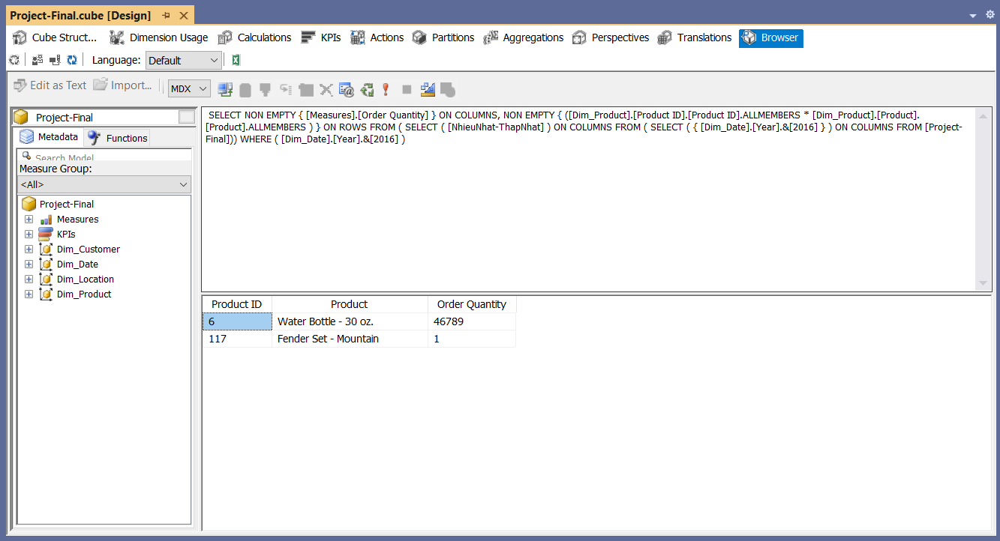 Project-Final.cube [Design]
Cube Struct... Dimension Usage Calculations KPIs Actions Partitions Aggregations Perspectives Translations Browser
Language: Default
Edit as Text Import... MDX
Project-Final
Metadata Functions
Search Model
Measure Group:
<All>
Project-Final
Measures
KPIs
Dim_Customer
Dim_Date
Dim_Location
Dim_Product
SELECT NON EMPTY { [Measures].[Order Quantity] } ON COLUMNS, NON EMPTY { ([Dim_Product].[Product ID].[Product ID].ALLMEMBERS * [Dim_Product].[Product].
[Product].ALLMEMBERS ) } ON ROWS FROM ( SELECT ( [NhieuNhat-ThapNhat] ) ON COLUMNS FROM ( SELECT ( { [Dim_Date].[Year].&[2016] } ) ON COLUMNS FROM [Project-
Final])) WHERE ( [Dim_Date].[Year].&[2016] )
Product ID Product Order Quantity
6 Water Bottle - 30 oz. 46789
117 Fender Set - Mountain 1